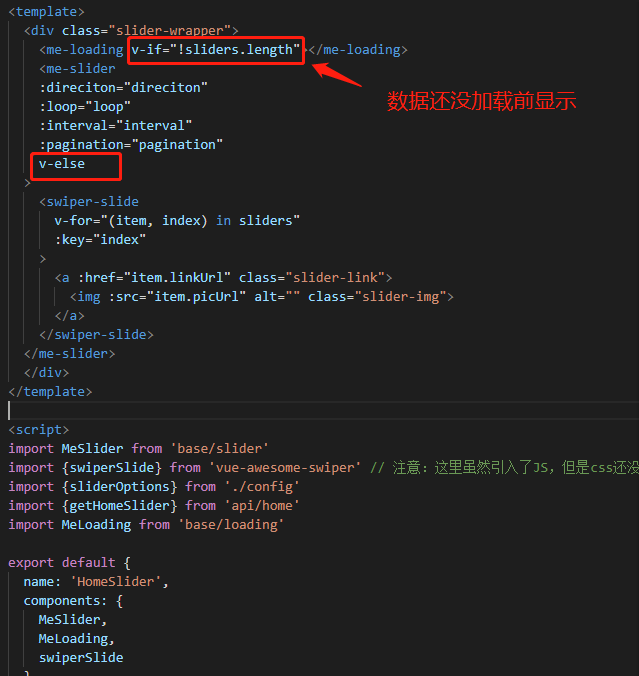 <template>
<div class="slider-wrapper">
<me-loading v-if="!sliders.length"></me-loading>
<me-slider
:direciton="direciton"
:loop="loop"
数据还没加载前显示
:interval="interval"
:pagination="pagination"
v-else
>
<swiper-slide
v-for="(item, index) in sliders"
:key="index"
>
<a :href="item.linkUrl" class="slider-link">
<img :src="item.picUrl" alt="" class="slider-img">
</a>
</swiper-slide>
</me-slider>
</div>
</template>
<script>
import MeSlider from 'base/slider'
import {swiperSlide} from 'vue-awesome-swiper' // 注意：这里虽然引入了JS，但是css还没
import {sliderOptions} from './config'
import {getHomeSlider} from 'api/home'
import MeLoading from 'base/loading'
export default {
name: 'HomeSlider',
components: {
MeSlider,
MeLoading,
swiperSlide